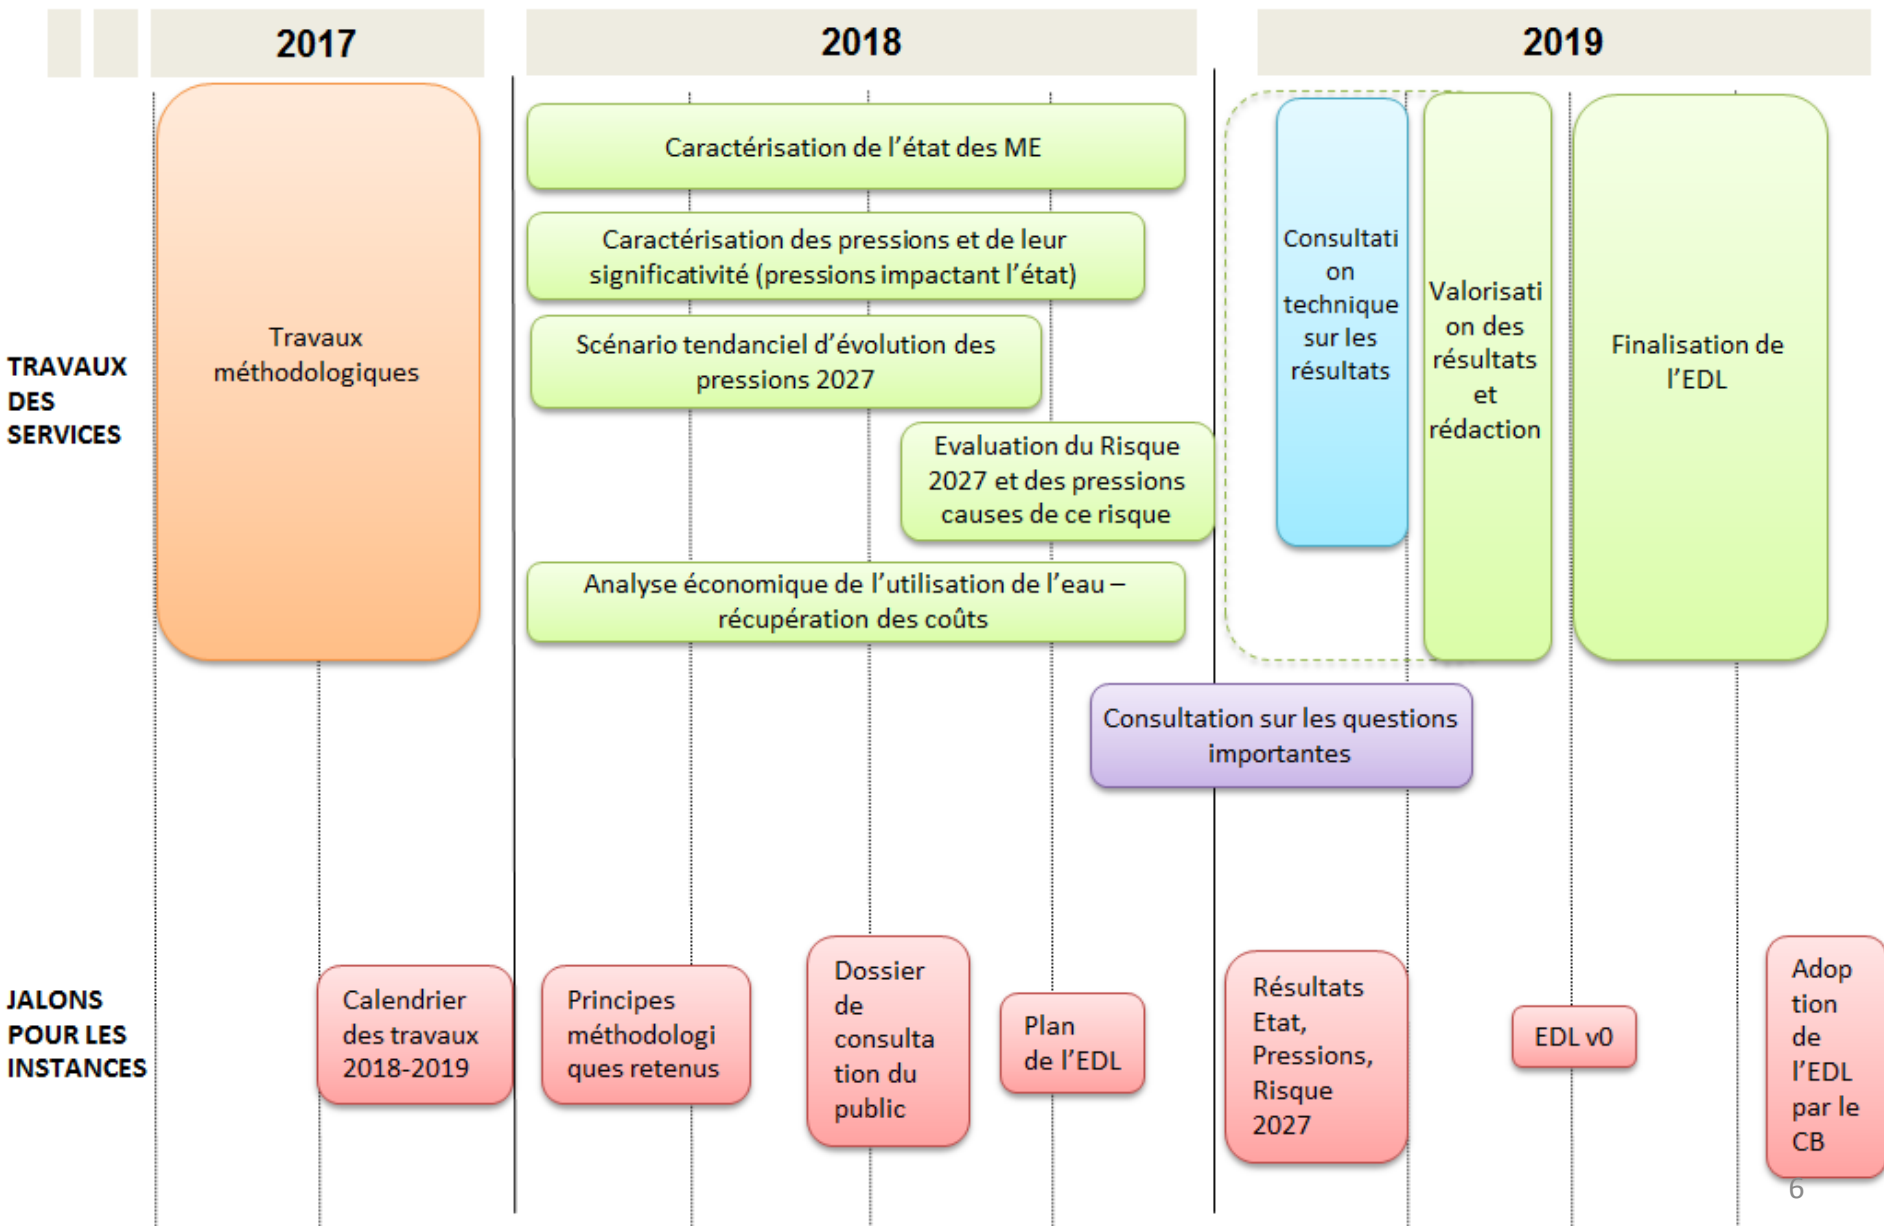 2017
2018
2019
TRAVAUX
DES
SERVICES
Travaux
méthodologiques
Caractérisation de l'état des ME
Caractérisation des pressions et de leur
significativité (pressions impactant l'état)
Scénario tendanciel d'évolution des
pressions 2027
Evaluation du Risque
2027 et des pressions
causes de ce risque
Analyse économique de l'utilisation de l'eau –
récupération des coûts
Consultati
on
technique
sur les
résultats
Valorisati
on des
résultats
et
rédaction
Finalisation de
l'EDL
Consultation sur les questions
importantes
JALONS
POUR LES
INSTANCES
Calendrier
des travaux
2018-2019
Principes
méthodologi
ques retenus
Dossier
de
consulta
tion du
public
Plan
de l'EDL
Résultats
Etat,
Pressions,
Risque
2027
EDL v0
Adop
tion
de
l'EDL
par le
CB
6